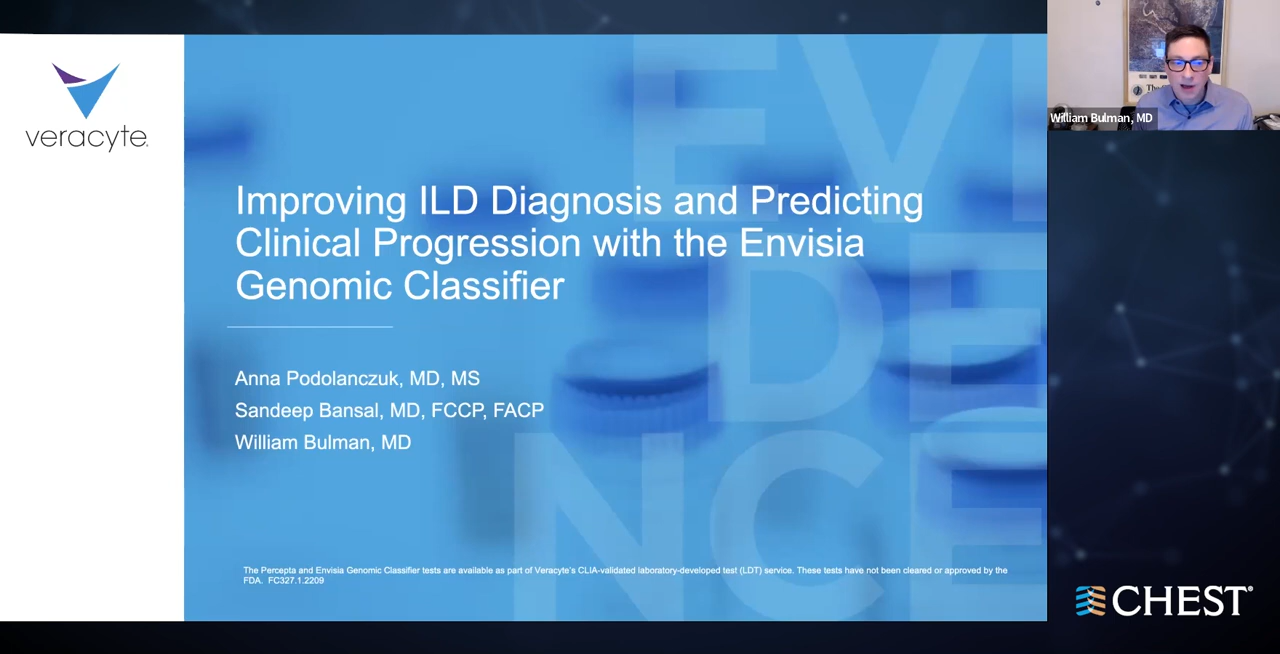 veracyte.
EVI
DE
NCE
Improving ILD Diagnosis and Predicting
Clinical Progression with the Envisia
Genomic Classifier
Anna Podolanczuk, MD, MS
Sandeep Bansal, MD, FCCP, FACP
William Bulman, MD
The Percepta and Envisia Genomic Classifier tests are available as part of Veracyte's CLIA-validated laboratory-developed test (LDT) service. These tests have not been cleared or approved by the
FDA. FC327.1.2209
William Bulman, MD
CHEST®